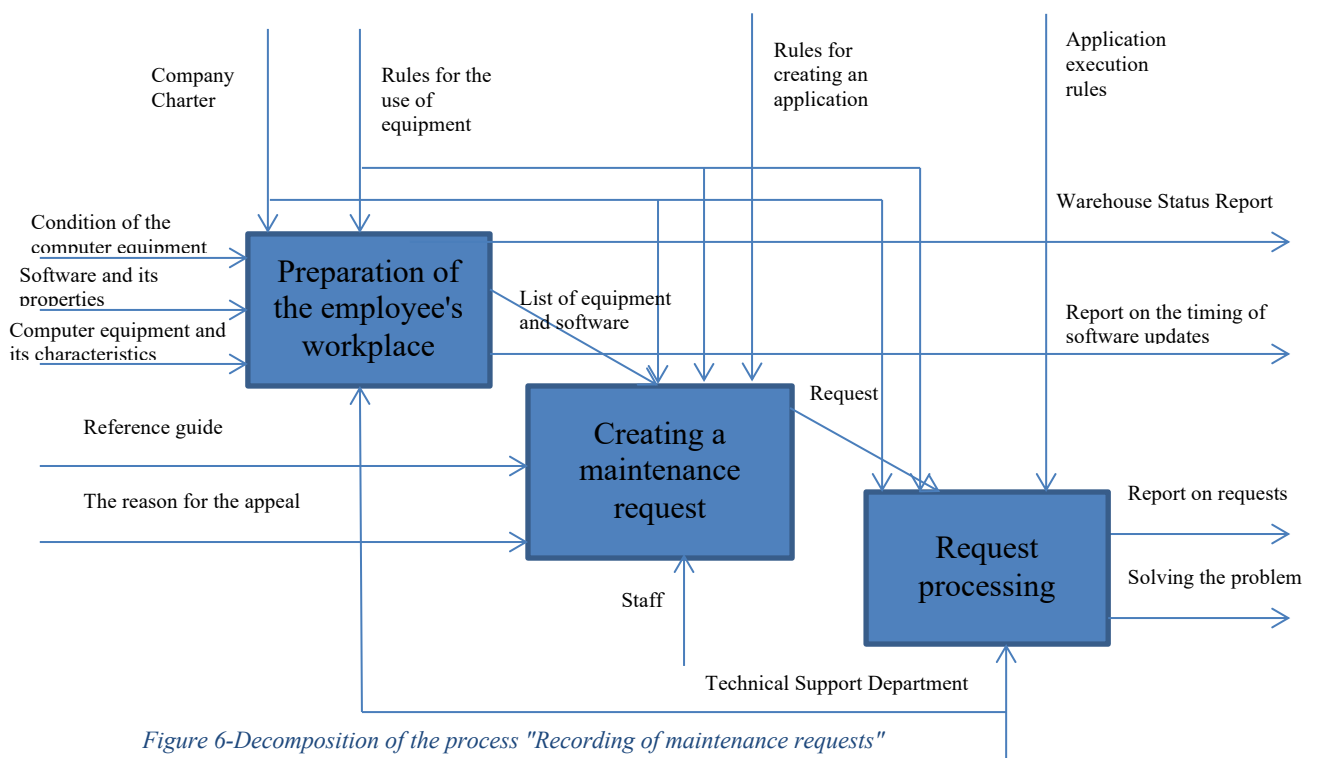 Company
Charter
Rules for the
use of
equipment
Rules for
creating an
application
Application
execution
rules
Condition of the
computer equipment
Software and its
properties
Computer equipment and
its characteristics
Preparation of
the employee's
workplace
Warehouse Status Report
List of equipment
and software
Report on the timing of
software updates
Reference guide
The reason for the appeal
Creating a
maintenance
request
Request
Request
processing
Report on requests
Solving the problem
Staff
Technical Support Department
Figure 6-Decomposition of the process "Recording of maintenance requests"